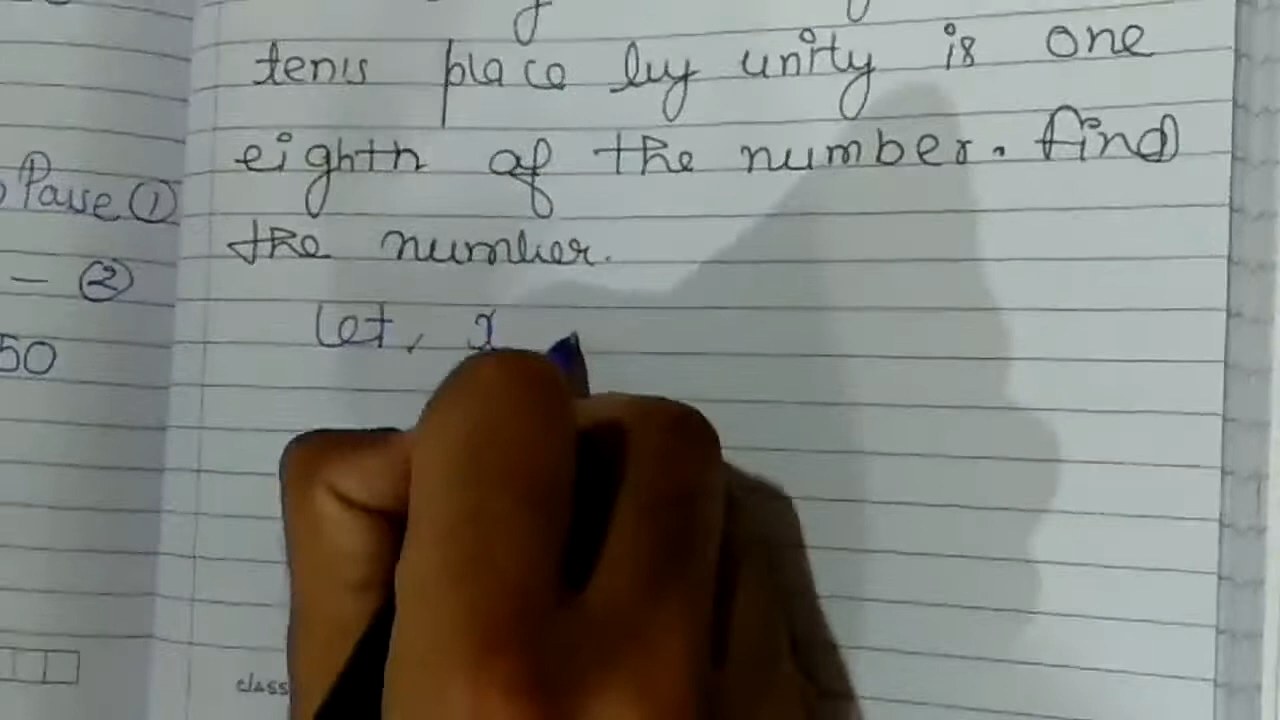 tens place by unity is one
eighth of the number. find
the number.
Pause ①
- ②
50
let, x
class